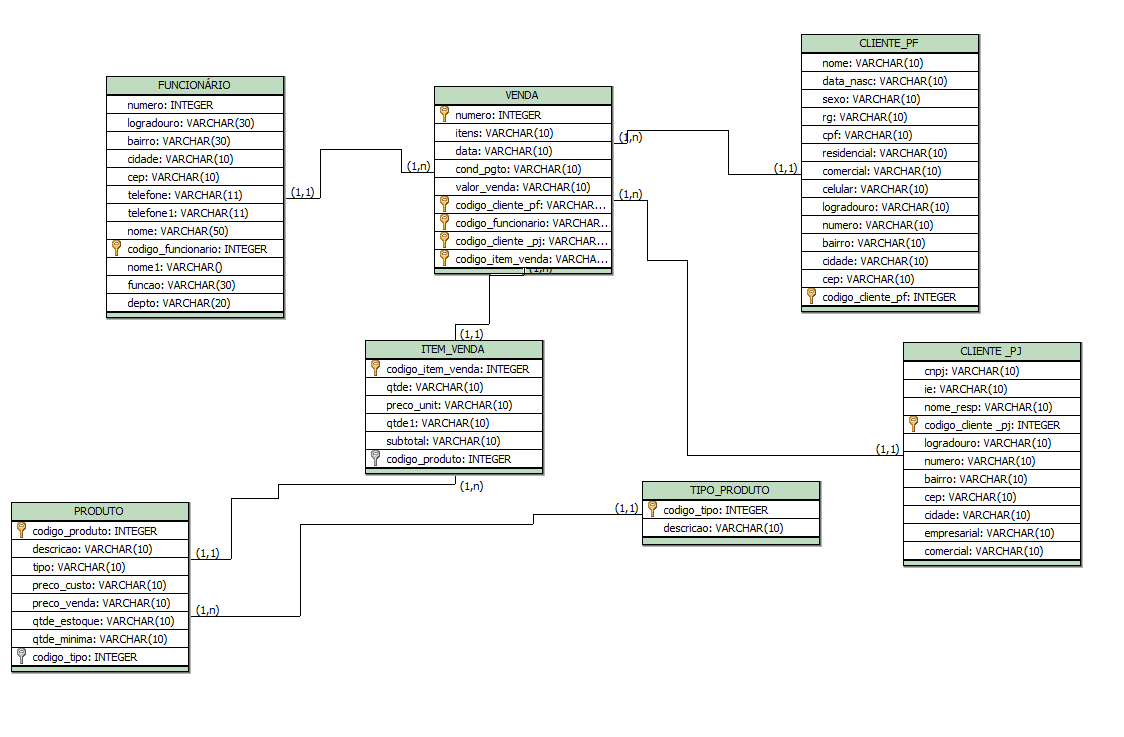 FUNCIONÁRIO
numero: INTEGER
logradouro: VARCHAR(30)
bairro: VARCHAR(30)
cidade: VARCHAR(10)
cep: VARCHAR(10)
telefone: VARCHAR(11)
telefone1: VARCHAR(11)
nome: VARCHAR(50)
codigo_funcionario: INTEGER
nome1: VARCHAR()
funcao: VARCHAR(30)
depto: VARCHAR(20)
(1,1)
(1,n)
VENDA
numero: INTEGER
itens: VARCHAR(10)
data: VARCHAR(10)
cond_pgto: VARCHAR(10)
valor_venda: VARCHAR(10)
codigo_cliente_pf: VARCHAR...
codigo_funcionario: VARCHAR...
codigo_cliente _pj: VARCHAR...
codigo_item_venda: VARCHA...
(1,n)
(1,n)
(1,n)
(1,1)
CLIENTE_PF
nome: VARCHAR(10)
data_nasc: VARCHAR(10)
sexo: VARCHAR(10)
rg: VARCHAR(10)
cpf: VARCHAR(10)
residencial: VARCHAR(10)
comercial: VARCHAR(10)
celular: VARCHAR(10)
logradouro: VARCHAR(10)
numero: VARCHAR(10)
bairro: VARCHAR(10)
cidade: VARCHAR(10)
cep: VARCHAR(10)
codigo_cliente_pf: INTEGER
(1,1)
ITEM_VENDA
codigo_item_venda: INTEGER
qtde: VARCHAR(10)
preco_unit: VARCHAR(10)
qtde1: VARCHAR(10)
subtotal: VARCHAR(10)
codigo_produto: INTEGER
(1,n)
(1,1)
CLIENTE _PJ
cnpj: VARCHAR(10)
ie: VARCHAR(10)
nome_resp: VARCHAR(10)
codigo_cliente _pj: INTEGER
logradouro: VARCHAR(10)
numero: VARCHAR(10)
bairro: VARCHAR(10)
cep: VARCHAR(10)
cidade: VARCHAR(10)
empresarial: VARCHAR(10)
comercial: VARCHAR(10)
PRODUTO
codigo_produto: INTEGER
descricao: VARCHAR(10)
tipo: VARCHAR(10)
preco_custo: VARCHAR(10)
preco_venda: VARCHAR(10)
qtde_estoque: VARCHAR(10)
qtde_minima: VARCHAR(10)
codigo_tipo: INTEGER
(1,1)
(1,n)
(1,1)
TIPO_PRODUTO
codigo_tipo: INTEGER
descricao: VARCHAR(10)